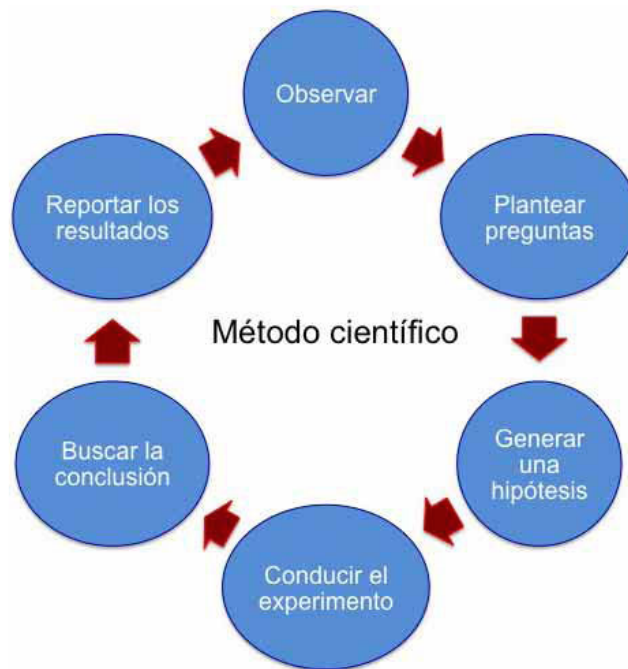 Observar
Plantear
preguntas
Generar
una
hipótesis
Conducir el
experimento
Buscar la
conclusión
Reportar los
resultados
Método científico